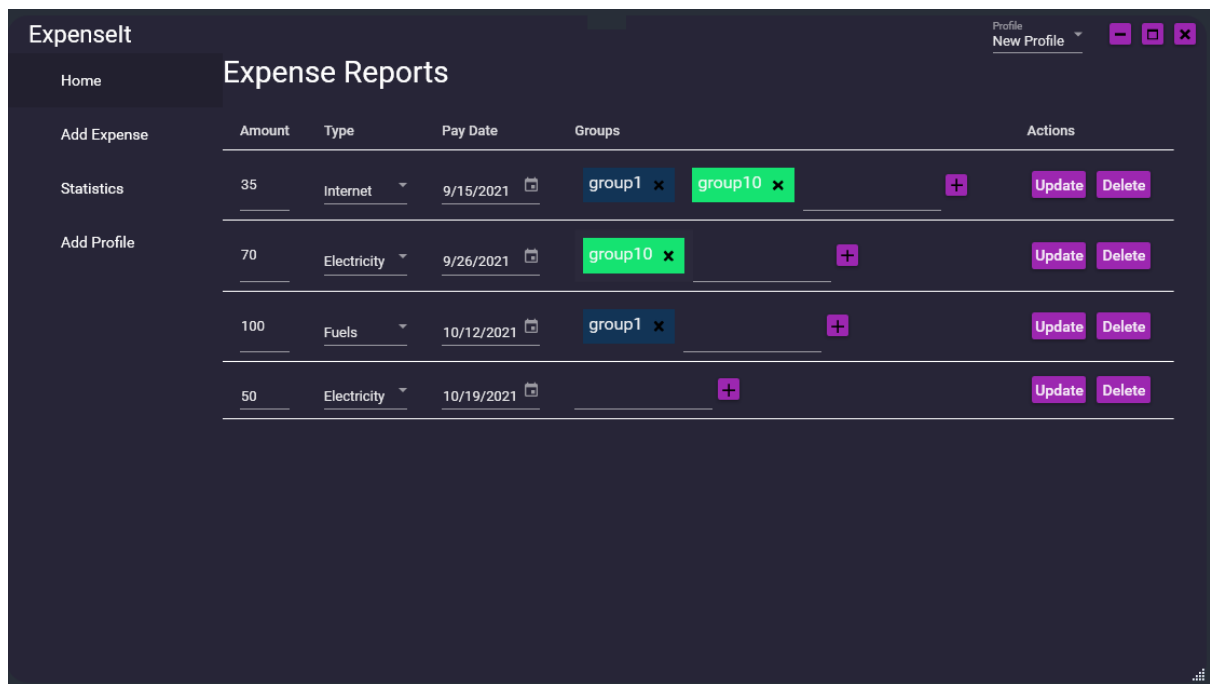 ExpenseIt
Profile
New Profile
Home
Add Expense
Statistics
Add Profile
Expense Reports
Amount Type Pay Date Groups Actions
35 Internet 9/15/2021 group1 group10 Update Delete
70 Electricity 9/26/2021 group10 Update Delete
100 Fuels 10/12/2021 group1 Update Delete
50 Electricity 10/19/2021 Update Delete